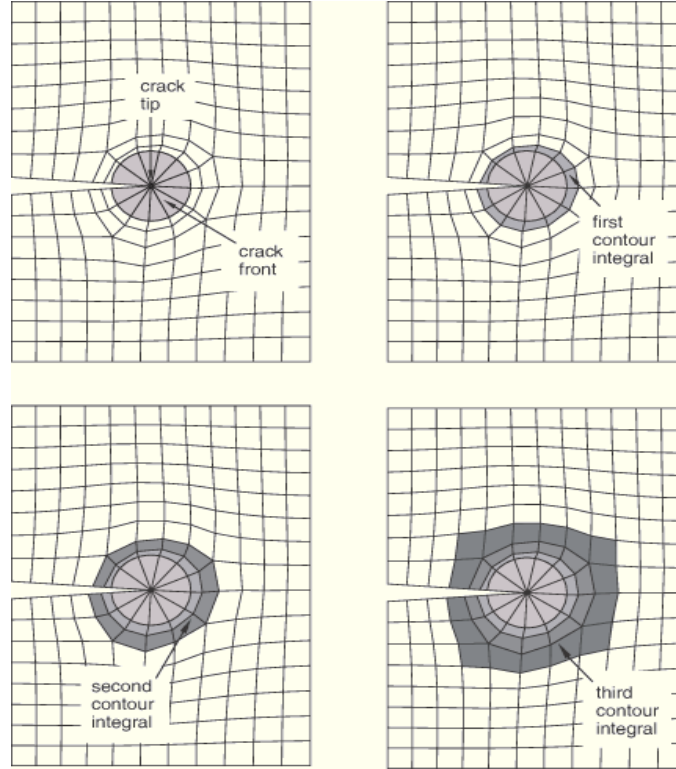 crack
tip
crack
front
first
contour
integral
second
contour
integral
third
contour
integral